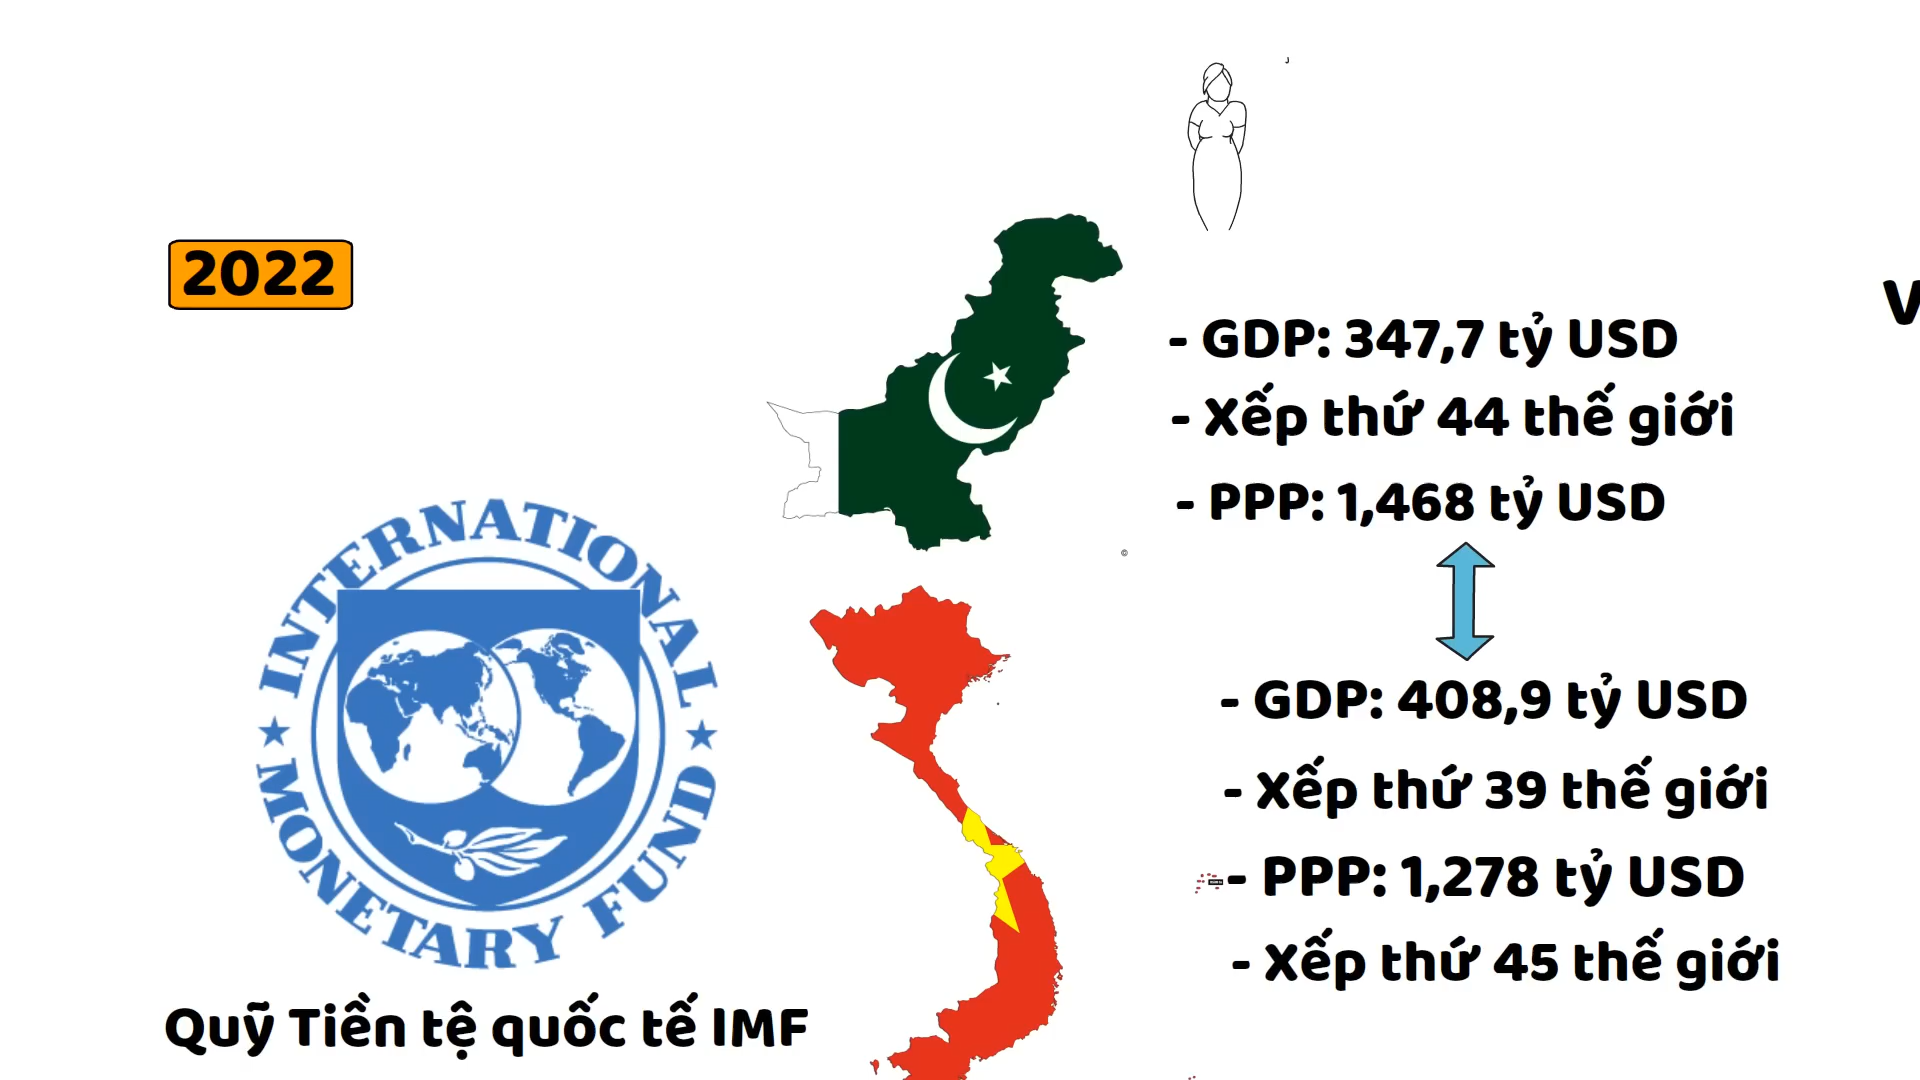 2022
- GDP: 347,7 tỷ USD
- Xếp thứ 44 thế giới
- PPP: 1,468 tỷ USD
INTERNATIONAL
MONETARY FUND
- GDP: 408,9 tỷ USD
- Xếp thứ 39 thế giới
- PPP: 1,278 tỷ USD
- Xếp thứ 45 thế giới
Quỹ Tiền tệ quốc tế IMF